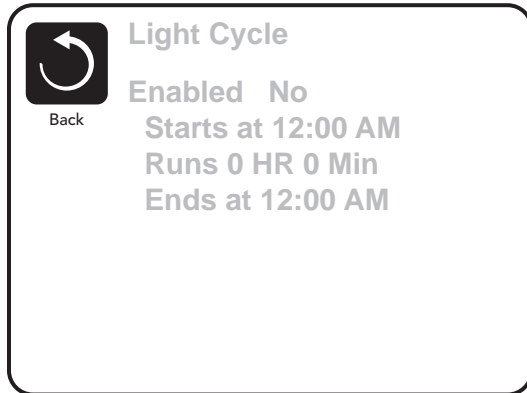 Light Cycle
Back
Enabled No
Starts at 12:00 AM
Runs 0 HR 0 Min
Ends at 12:00 AM